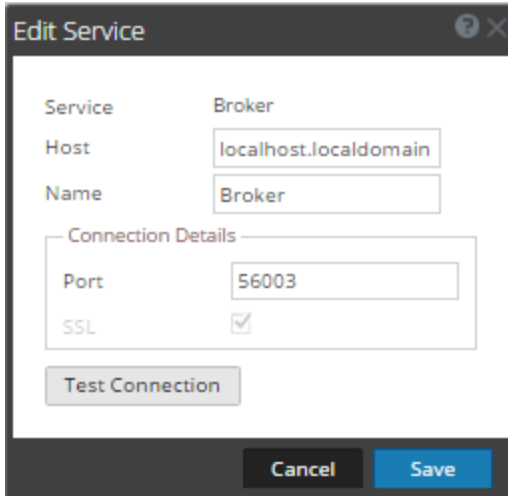 Edit Service
Service Broker
Host localhost.localdomain
Name Broker
Connection Details
Port 56003
SSL
Test Connection
Cancel Save